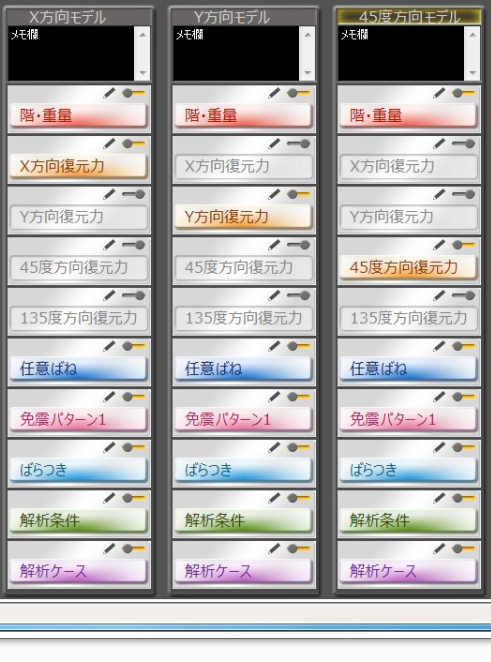 X方向モデル
メモ欄
階・重量
X方向復元力
Y方向復元力
45度方向復元力
135度方向復元力
任意ばね
免震パターン1
ばらつき
解析条件
解析ケース
Y方向モデル
メモ欄
階・重量
X方向復元力
Y方向復元力
45度方向復元力
135度方向復元力
任意ばね
免震パターン1
ばらつき
解析条件
解析ケース
45度方向モデル
メモ欄
階・重量
X方向復元力
Y方向復元力
45度方向復元力
135度方向復元力
任意ばね
免震パターン1
ばらつき
解析条件
解析ケース